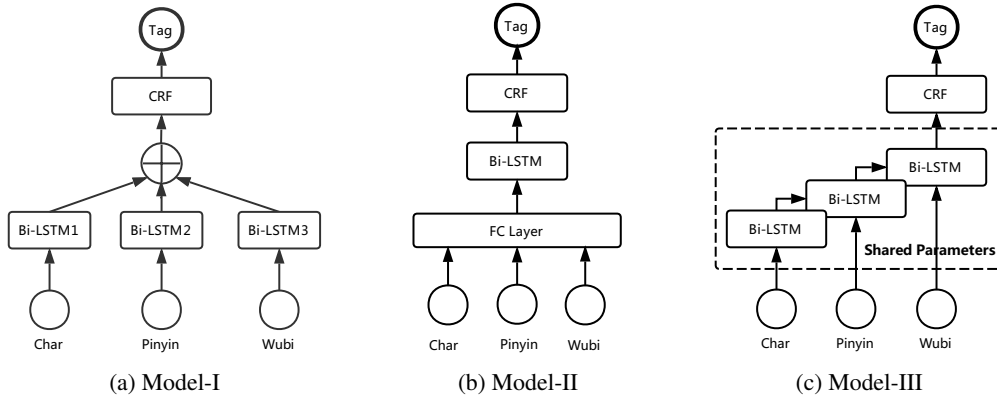 Tag
CRF
Bi-LSTM1 Bi-LSTM2 Bi-LSTM3
Char Pinyin Wubi
(a) Model-I
Tag
CRF
Bi-LSTM
FC Layer
Char Pinyin Wubi
(b) Model-II
Tag
CRF
Bi-LSTM
Bi-LSTM
Bi-LSTM
Shared Parameters
Char Pinyin Wubi
(c) Model-III